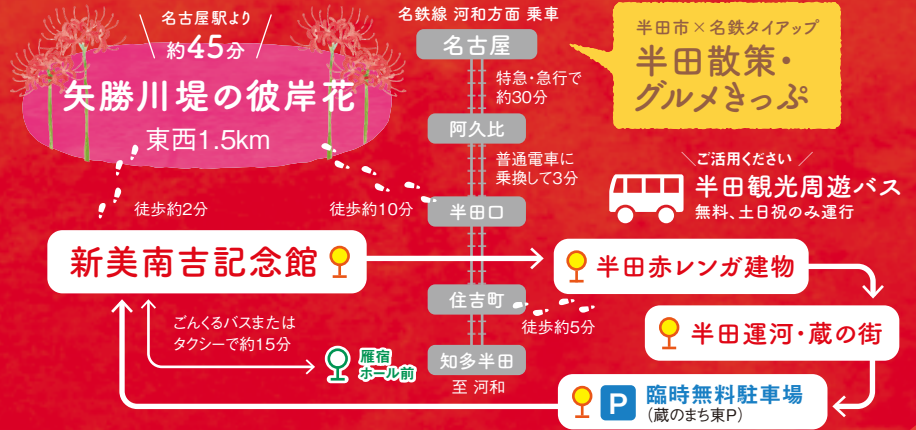 名古屋駅より
約45分
矢勝川堤の彼岸花
東西1.5km
名鉄線 河和方面 乗車
名古屋
特急・急行で
約30分
阿久比
普通電車に
乗換して3分
半田口
住吉町
知多半田
至 河和
半田市×名鉄タイアップ
半田散策・
グルメきっぷ
ご活用ください
半田観光周遊バス
無料、土日祝のみ運行
徒歩約2分
徒歩約10分
新美南吉記念館
半田赤レンガ建物
徒歩約5分
半田運河・蔵の街
ごんくるバスまたは
タクシーで約15分
雁宿
ホール前
P
臨時無料駐車場
(蔵のまち東P)